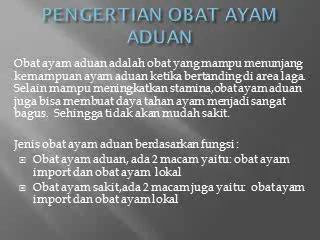 PENGERTIAN OBAT AYAM
ADUAN
Obat ayam aduan adalah obat yang mampu menunjang
kemampuan ayam aduan ketika bertanding di area laga.
Selain mampu meningkatkan stamina,obat ayam aduan
juga bisa membuat daya tahan ayam menjadi sangat
bagus. Sehingga tidak akan mudah sakit.
Jenis obat ayam aduan berdasarkan fungsi :
Obat ayam aduan, ada 2 macam yaitu: obat ayam
import dan obat ayam lokal
Obat ayam sakit,ada 2 macam juga yaitu: obat ayam
import dan obat ayam lokal